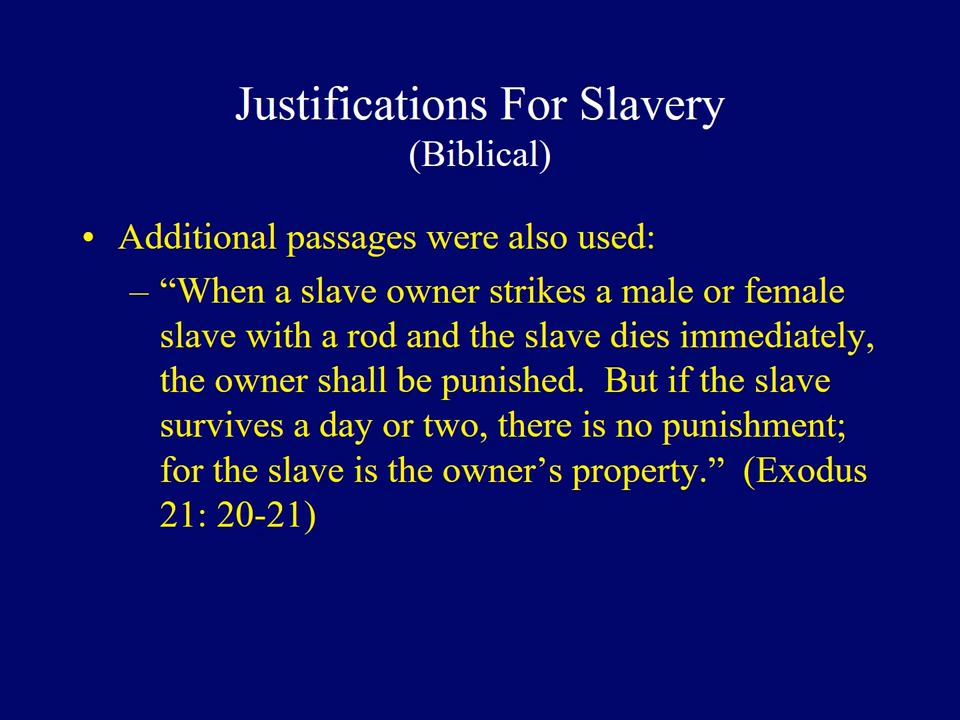 Justifications For Slavery
(Biblical)
• Additional passages were also used:
– “When a slave owner strikes a male or female
slave with a rod and the slave dies immediately,
the owner shall be punished.  But if the slave
survives a day or two, there is no punishment;
for the slave is the owner’s property.”  (Exodus
21: 20-21)